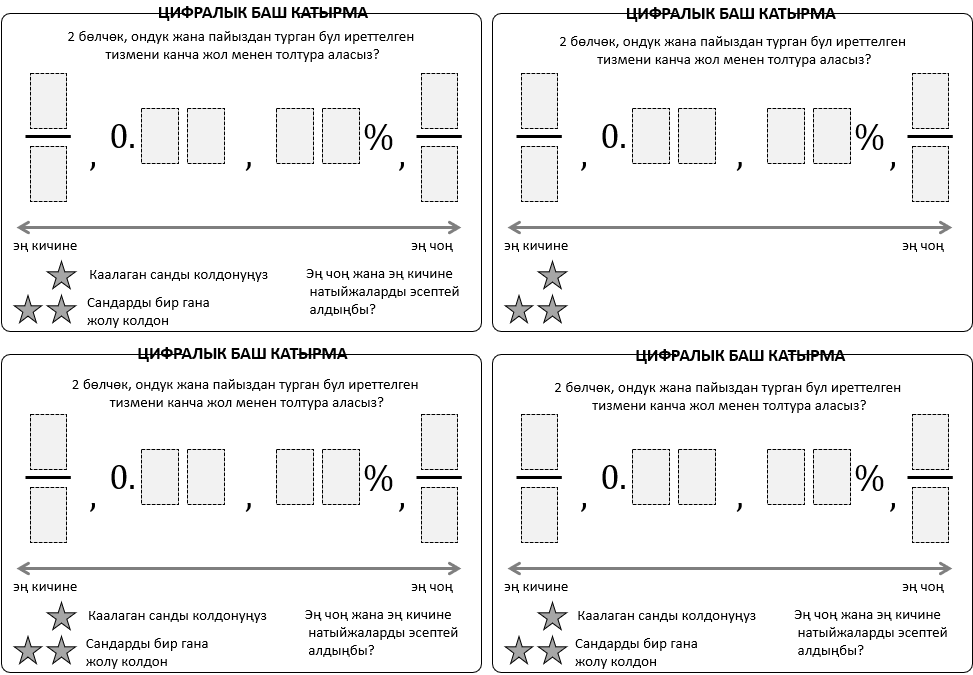 ЦИФРАЛЫК БАШ КАТЫРМА
2 бөлчөк, ондук жана пайыздан турган бул иреттелген
тизмени канча жол менен толтура аласыз?
, 0. , %,
эң кичине эң чоң
Каалаган санды колдонуңуз
Сандарды бир гана
жолу колдон
Эң чоң жана эң кичине
натыйжаларды эсептей
алдыңбы?
ЦИФРАЛЫК БАШ КАТЫРМА
2 бөлчөк, ондук жана пайыздан турган бул иреттелген
тизмени канча жол менен толтура аласыз?
, 0. , %,
эң кичине эң чоң
ЦИФРАЛЫК БАШ КАТЫРМА
2 бөлчөк, ондук жана пайыздан турган бул иреттелген
тизмени канча жол менен толтура аласыз?
, 0. , %,
эң кичине эң чоң
Каалаган санды колдонуңуз
Сандарды бир гана
жолу колдон
Эң чоң жана эң кичине
натыйжаларды эсептей
алдыңбы?
ЦИФРАЛЫК БАШ КАТЫРМА
2 бөлчөк, ондук жана пайыздан турган бул иреттелген
тизмени канча жол менен толтура аласыз?
, 0. , %,
эң кичине эң чоң
Каалаган санды колдонуңуз
Сандарды бир гана
жолу колдон
Эң чоң жана эң кичине
натыйжаларды эсептей
алдыңбы?